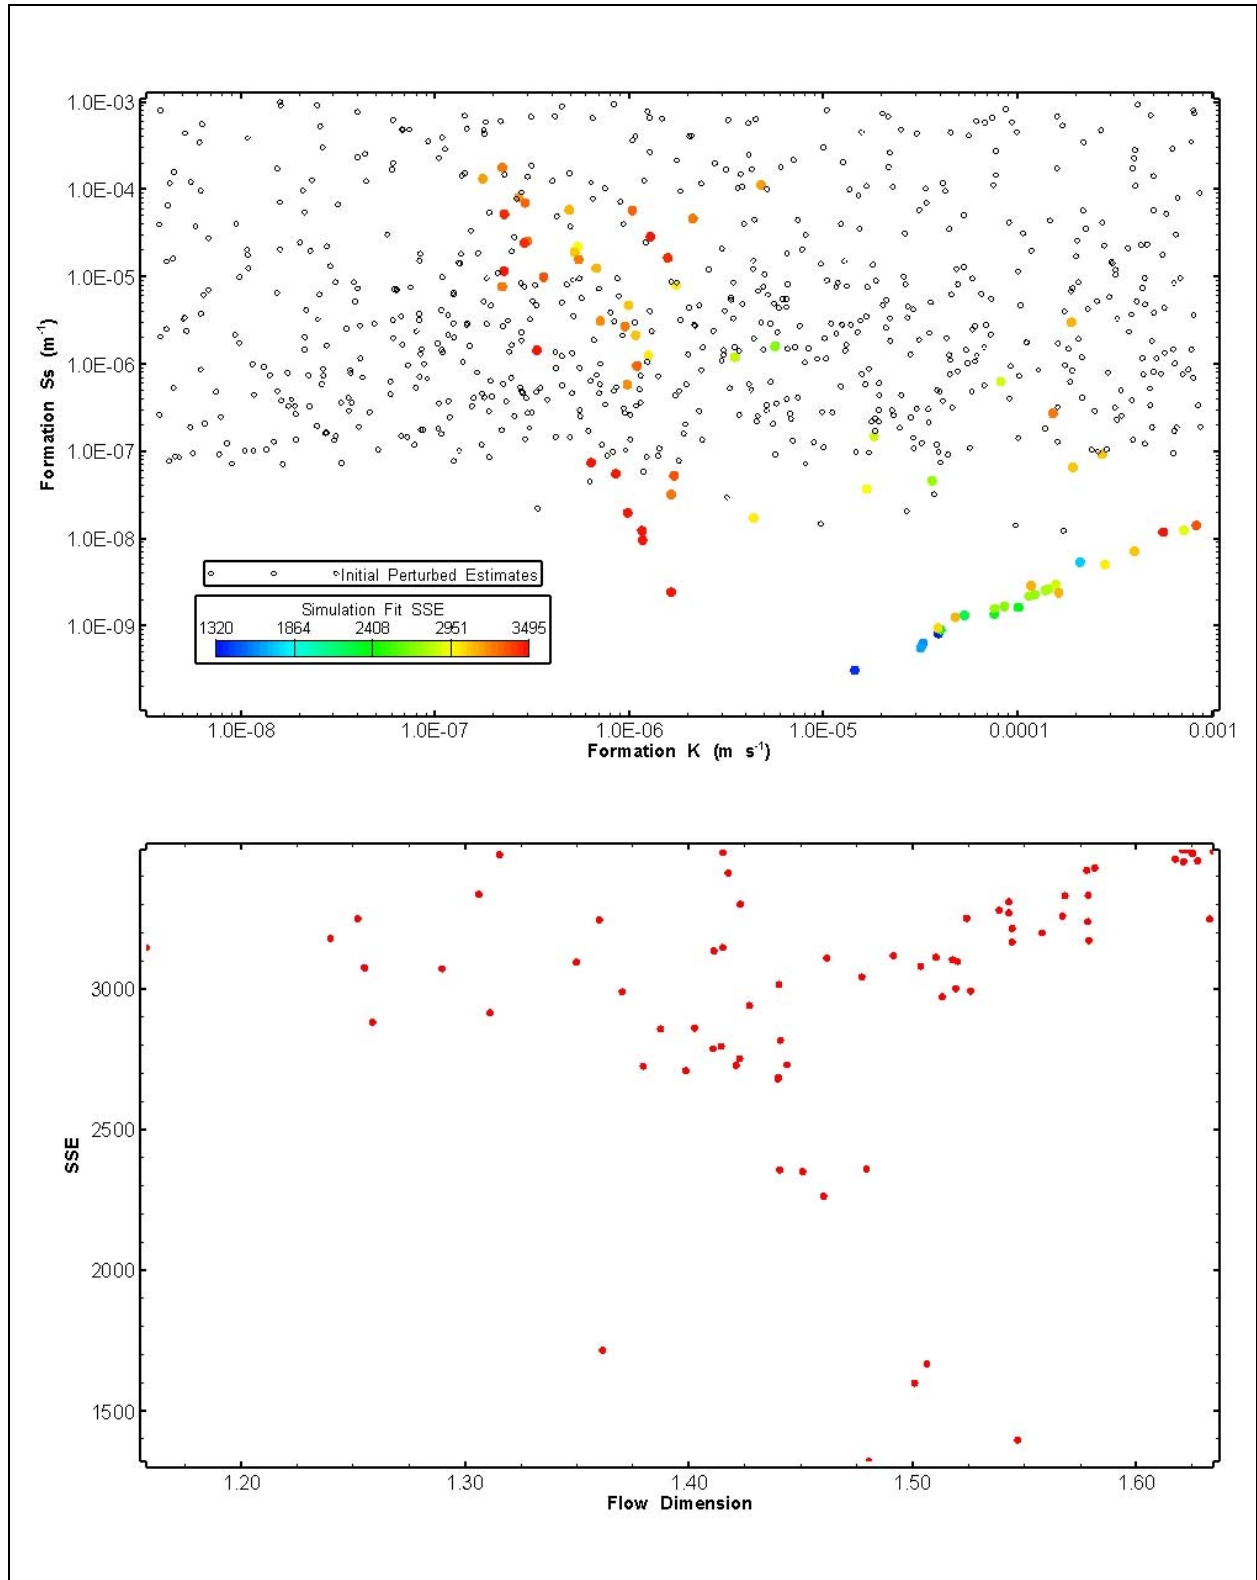 1.0E-03
1.0E-04
1.0E-05
1.0E-06
1.0E-07
1.0E-08
1.0E-09
Formation Ss (m-1)
Initial Perturbed Estimates
Simulation Fit SSE
1320 1864 2408 2951 3495
1.0E-08 1.0E-07 1.0E-06 1.0E-05 0.0001 0.001
Formation K (m s-1)
3000
2500
2000
1500
SSE
1.20 1.30 1.40 1.50 1.60
Flow Dimension